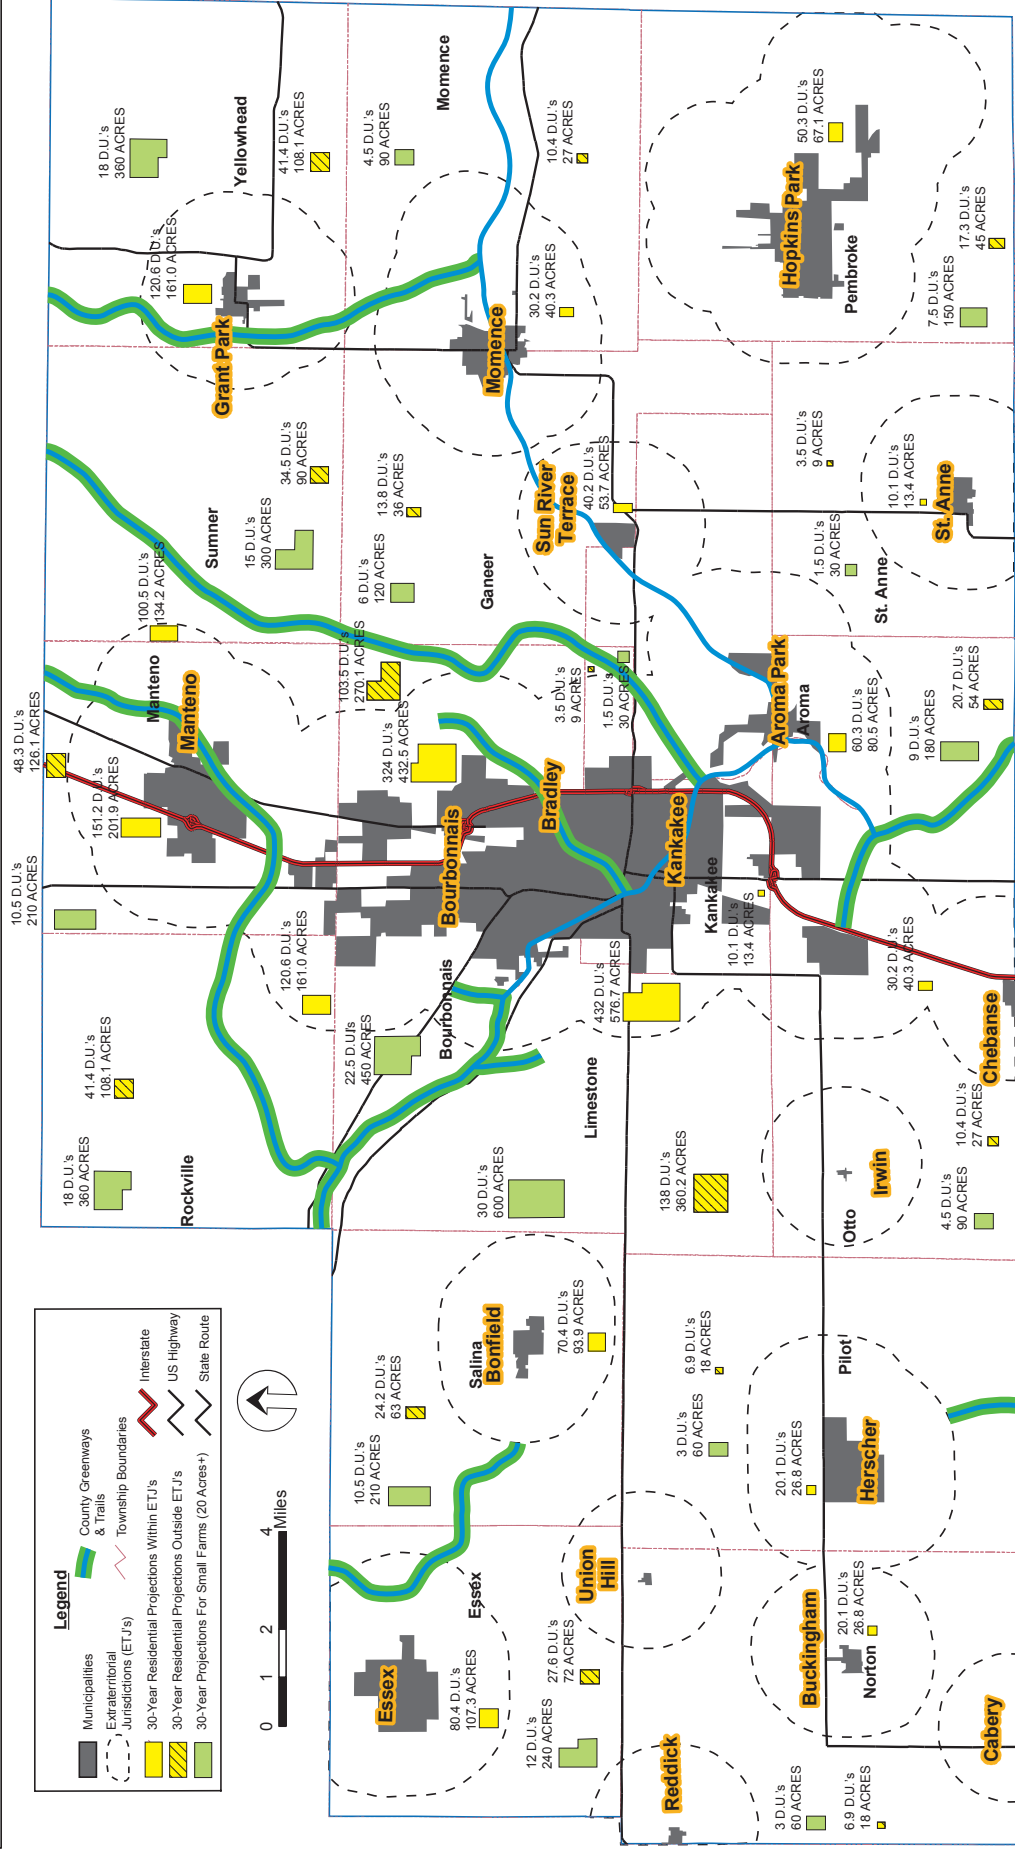 Legend
Municipalities
Extraterritorial
Jurisdictions (ETJ's)
County Greenways
& Trails
Township Boundaries
30-Year Residential Projections Within ETJ's
30-Year Residential Projections Outside ETJ's
30-Year Projections For Small Farms (20 Acres+)
Interstate
US Highway
State Route
0 1 2 4
Miles
18 D.U.'s
360 ACRES
41.4 D.U.'s
108.1 ACRES
Rockville
10.5 D.U.'s
210 ACRES
48.3 D.U.'s
126.1 ACRES
151.2 D.U.'s
201.9 ACRES
Manteno
Manteno
120.6 D.U.'s
161.0 ACRES
100.5 D.U.'s
134.2 ACRES
Sumner
15 D.U.'s
300 ACRES
34.5 D.U.'s
90 ACRES
120.6 D.U.'s
161.0 ACRES
Grant Park
18 D.U.'s
360 ACRES
Yellowhead
41.4 D.U.'s
108.1 ACRES
10.5 D.U.'s
210 ACRES
24.2 D.U.'s
63 ACRES
Salina
Bonfield
70.4 D.U.'s
93.9 ACRES
22.5 D.U's
450 ACRES
Bourbonnais
Bourbonnais
324 D.U.'s
432.5 ACRES
103.5 D.U.'s
270.1 ACRES
Bradley
6 D.U.'s
120 ACRES
13.8 D.U.'s
36 ACRES
Ganeer
4.5 D.U.'s
90 ACRES
Momence
Momence
30.2 D.U.'s
40.3 ACRES
10.4 D.U.'s
27 ACRES
Essex
80.4 D.U.'s
107.3 ACRES
Essex
12 D.U.'s
240 ACRES
27.6 D.U.'s
72 ACRES
Union
Hill
30 D.U.'s
600 ACRES
Limestone
432 D.U.'s
576.7 ACRES
3.5 D.U.'s
9 ACRES
1.5 D.U.'s
30 ACRES
Sun River
Terrace
40.2 D.U.'s
53.7 ACRES
Reddick
3 D.U.'s
60 ACRES
6.9 D.U.'s
18 ACRES
138 D.U.'s
360.2 ACRES
Kankakee
Kankakee
10.1 D.U.'s
13.4 ACRES
Aroma Park
Aroma
60.3 D.U.'s
80.5 ACRES
3.5 D.U.'s
9 ACRES
1.5 D.U.'s
30 ACRES
St. Anne
10.1 D.U.'s
13.4 ACRES
St. Anne
Hopkins Park
50.3 D.U.'s
67.1 ACRES
Pembroke
7.5 D.U.'s
150 ACRES
17.3 D.U.'s
45 ACRES
3 D.U.'s
60 ACRES
6.9 D.U.'s
18 ACRES
Buckingham
20.1 D.U.'s
26.8 ACRES
Norton
Cabery
20.1 D.U.'s
26.8 ACRES
Herscher
Pilot
Otto
Irwin
4.5 D.U.'s
90 ACRES
10.4 D.U.'s
27 ACRES
30.2 D.U.'s
40.3 ACRES
Chebanse
9 D.U.'s
180 ACRES
20.7 D.U.'s
54 ACRES